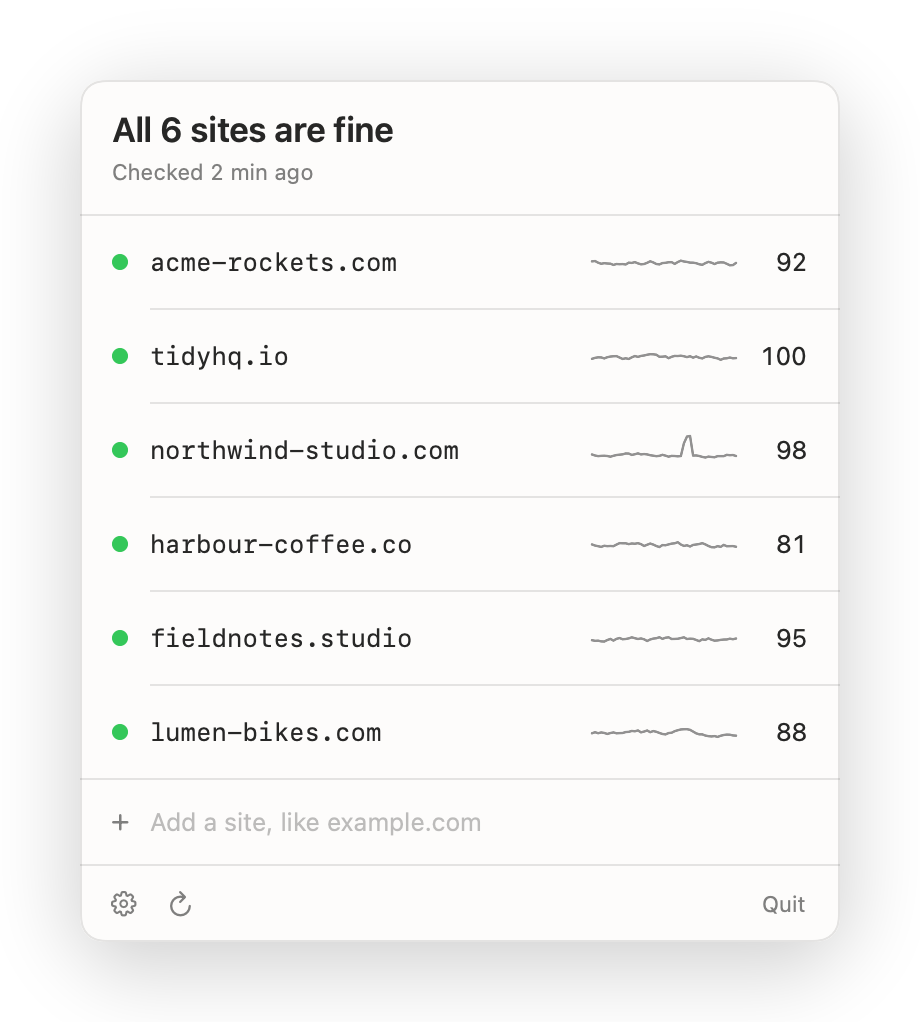 All 6 sites are fine
Checked 2 min ago
acme-rockets.com 92
tidyhq.io 100
northwind-studio.com 98
harbour-coffee.co 81
fieldnotes.studio 95
lumen-bikes.com 88
+ Add a site, like example.com
Quit